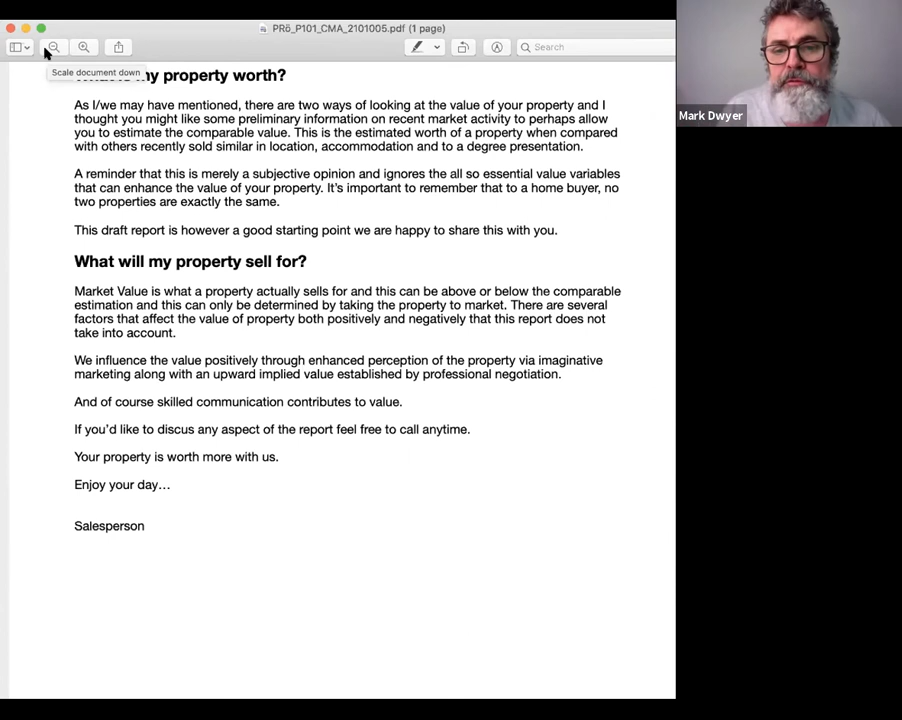 PRö_P101_CMA_2101005.pdf (1 page)
Search
Scale document down
my property worth?
As I/we may have mentioned, there are two ways of looking at the value of your property and I
thought you might like some preliminary information on recent market activity to perhaps allow
you to estimate the comparable value. This is the estimated worth of a property when compared
with others recently sold similar in location, accommodation and to a degree presentation.
A reminder that this is merely a subjective opinion and ignores the all so essential value variables
that can enhance the value of your property. It’s important to remember that to a home buyer, no
two properties are exactly the same.
This draft report is however a good starting point we are happy to share this with you.
What will my property sell for?
Market Value is what a property actually sells for and this can be above or below the comparable
estimation and this can only be determined by taking the property to market. There are several
factors that affect the value of property both positively and negatively that this report does not
take into account.
We influence the value positively through enhanced perception of the property via imaginative
marketing along with an upward implied value established by professional negotiation.
And of course skilled communication contributes to value.
If you’d like to discus any aspect of the report feel free to call anytime.
Your property is worth more with us.
Enjoy your day…
Salesperson
Mark Dwyer